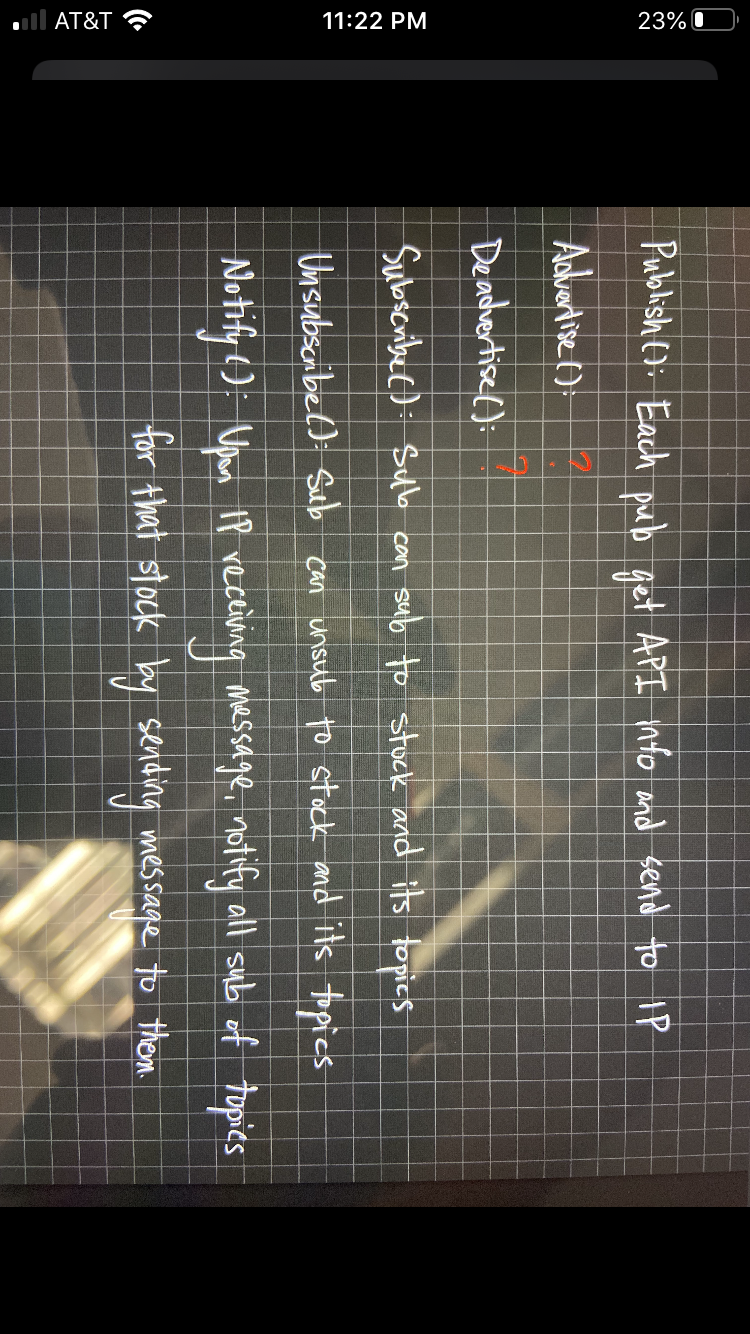 AT&T
11:22 PM
23%
Publish(): Each pub get API info and send to IP
Advertise(): ?
Deadvertise(): ?
Subscribe(): Sub can sub to stock and its topics
Unsubscribe(): Sub can unsub to stock and its topics
Notify(): Upon IP receiving message, notify all sub of topics
for that stock by sending message to them.